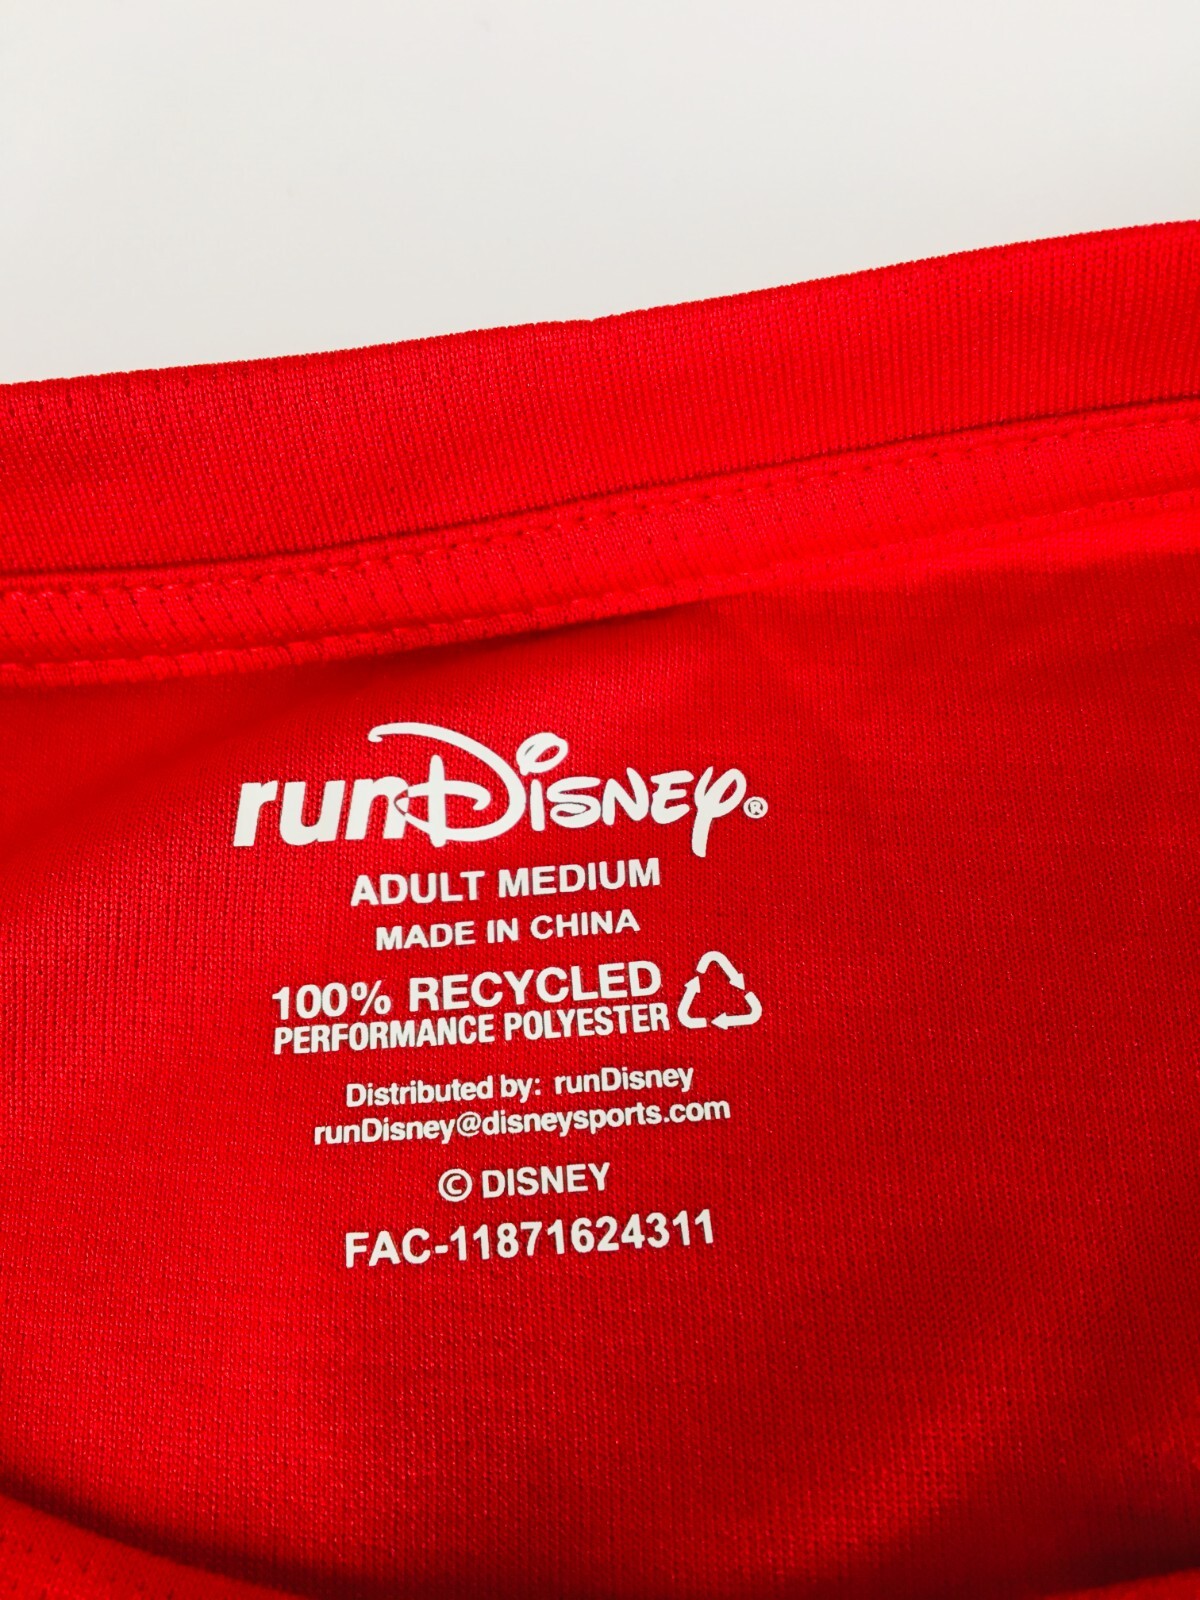 runDisney®
ADULT MEDIUM
MADE IN CHINA
100% RECYCLED
PERFORMANCE POLYESTER
Distributed by: runDisney
runDisney@disneysports.com
© DISNEY
FAC-11871624311